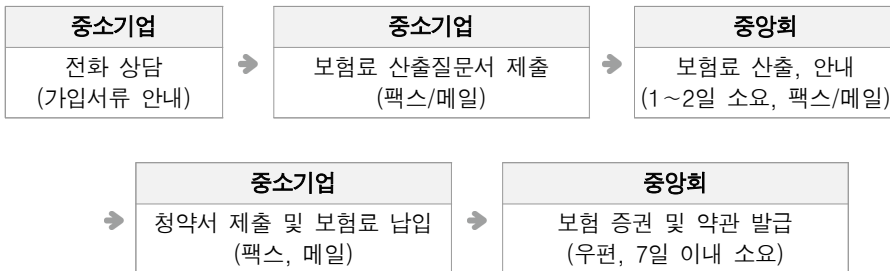 중소기업
전화 상담
(가입서류 안내)
중소기업
보험료 산출질문서 제출
(팩스/메일)
중앙회
보험료 산출, 안내
(1~2일 소요, 팩스/메일)
중소기업
청약서 제출 및 보험료 납입
(팩스, 메일)
중앙회
보험 증권 및 약관 발급
(우편, 7일 이내 소요)